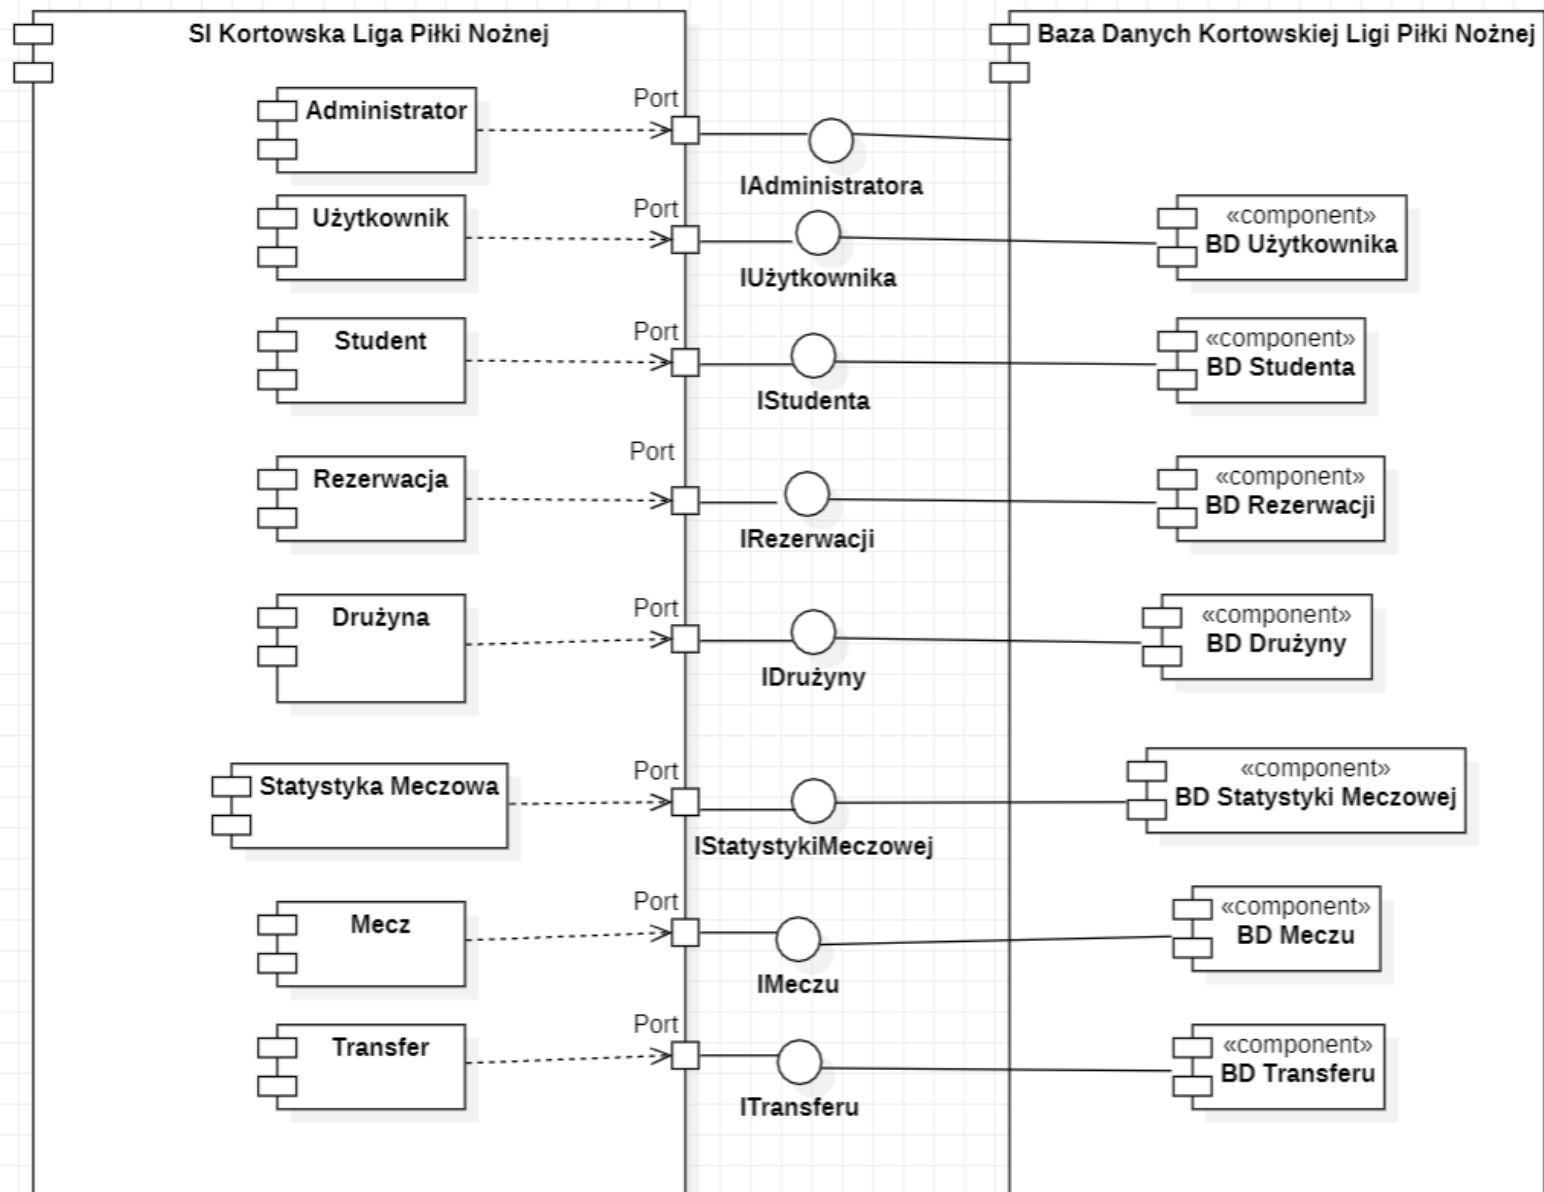 SI Kortowska Liga Piłki Nożnej
Baza Danych Kortowskiej Ligi Piłki Nożnej
Administrator
Port
IAdministratora
Użytkownik
Port
IUżytkownika
«component»
BD Użytkownika
Student
Port
IStudenta
«component»
BD Studenta
Rezerwacja
Port
IRezerwacji
«component»
BD Rezerwacji
Drużyna
Port
IDrużyny
«component»
BD Drużyny
Statystyka Meczowa
Port
IStatystykiMeczowej
«component»
BD Statystyki Meczowej
Mecz
Port
IMeczu
«component»
BD Meczu
Transfer
Port
ITransferu
«component»
BD Transferu